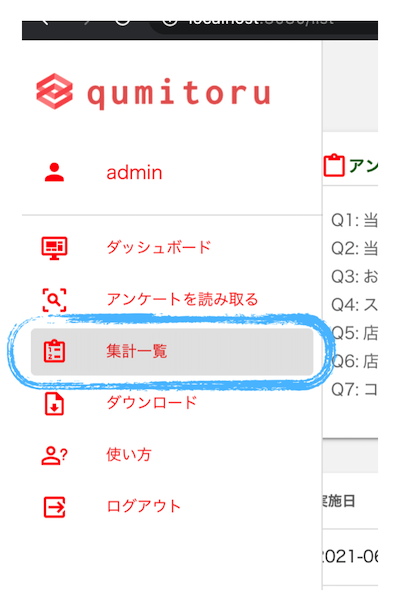 qumitoru
admin
ダッシュボード
アンケートを読み取る
集計一覧
ダウンロード
使い方
ログアウト
アン
Q1: 当
Q2: 当
Q3: お
Q4: ス
Q5: 店
Q6: 店
Q7: コ
実施日
2021-06